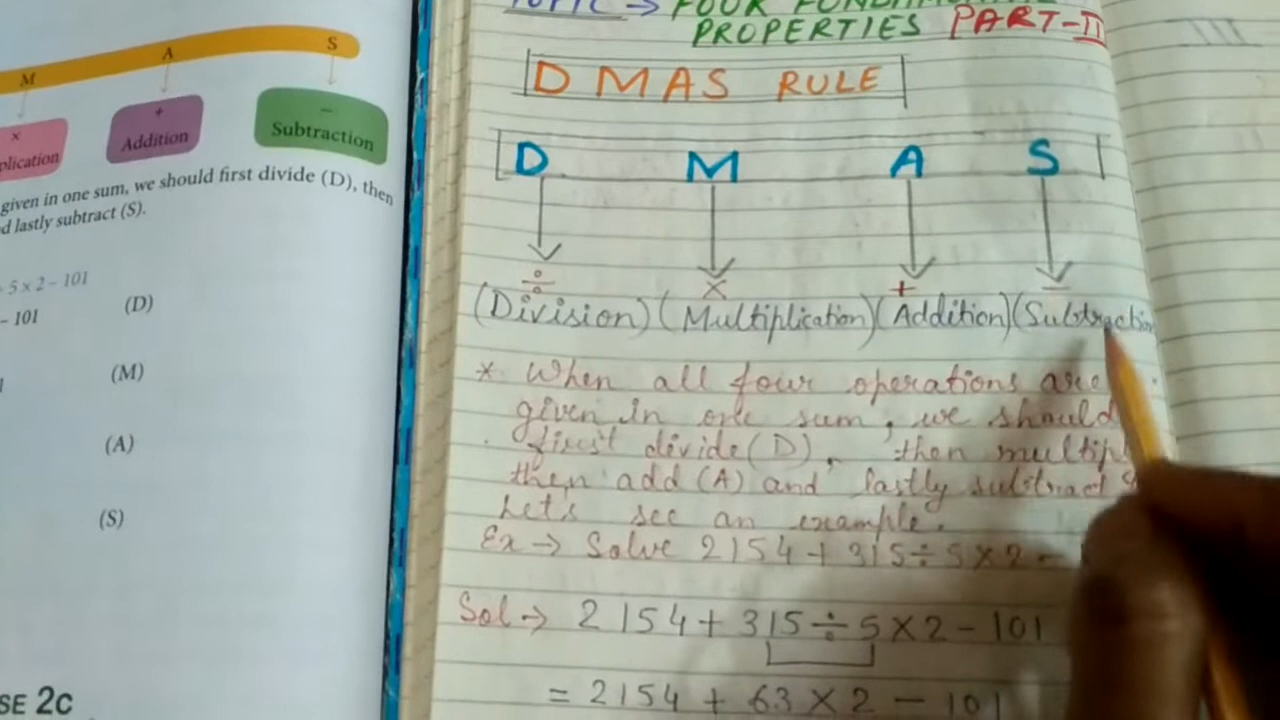 M A S
× + −
plication Addition Subtraction
given in one sum, we should first divide (D), then
d lastly subtract (S).
5 x 2 – 101
– 101 (D)
(M)
(A)
(S)
SE 2c
TOPIC → FOUR
PROPERTIES PART-II
D M A S RULE
D M A S
÷ × + −
(Division) (Multiplication) (Addition) (Subtraction
* When all four operations are
given in one sum, we should
first divide (D), then multipl
then add (A) and lastly subtract
Let's see an example.
Ex → Solve 2154 + 315 ÷ 5 × 2 −
Sol → 2154 + 315 ÷ 5 × 2 − 101
= 2154 + 63 × 2 − 101